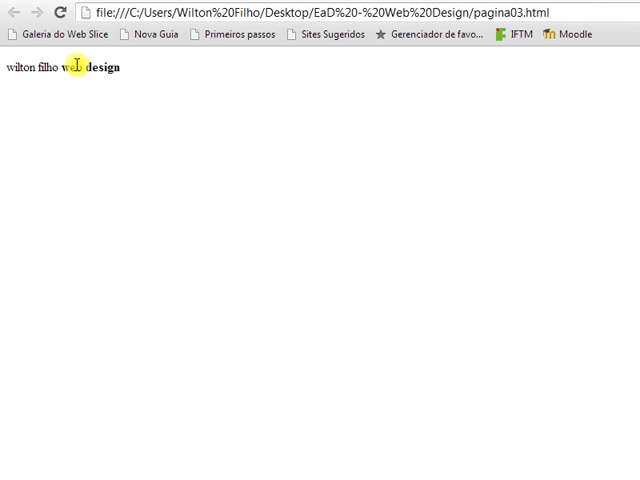 file:///C:/Users/Wilton%20Filho/Desktop/EaD%20-%20Web%20Design/pagina03.html
Galeria do Web Slice Nova Guia Primeiros passos Sites Sugeridos Gerenciador de favo... IFTM Moodle
wilton filho web design